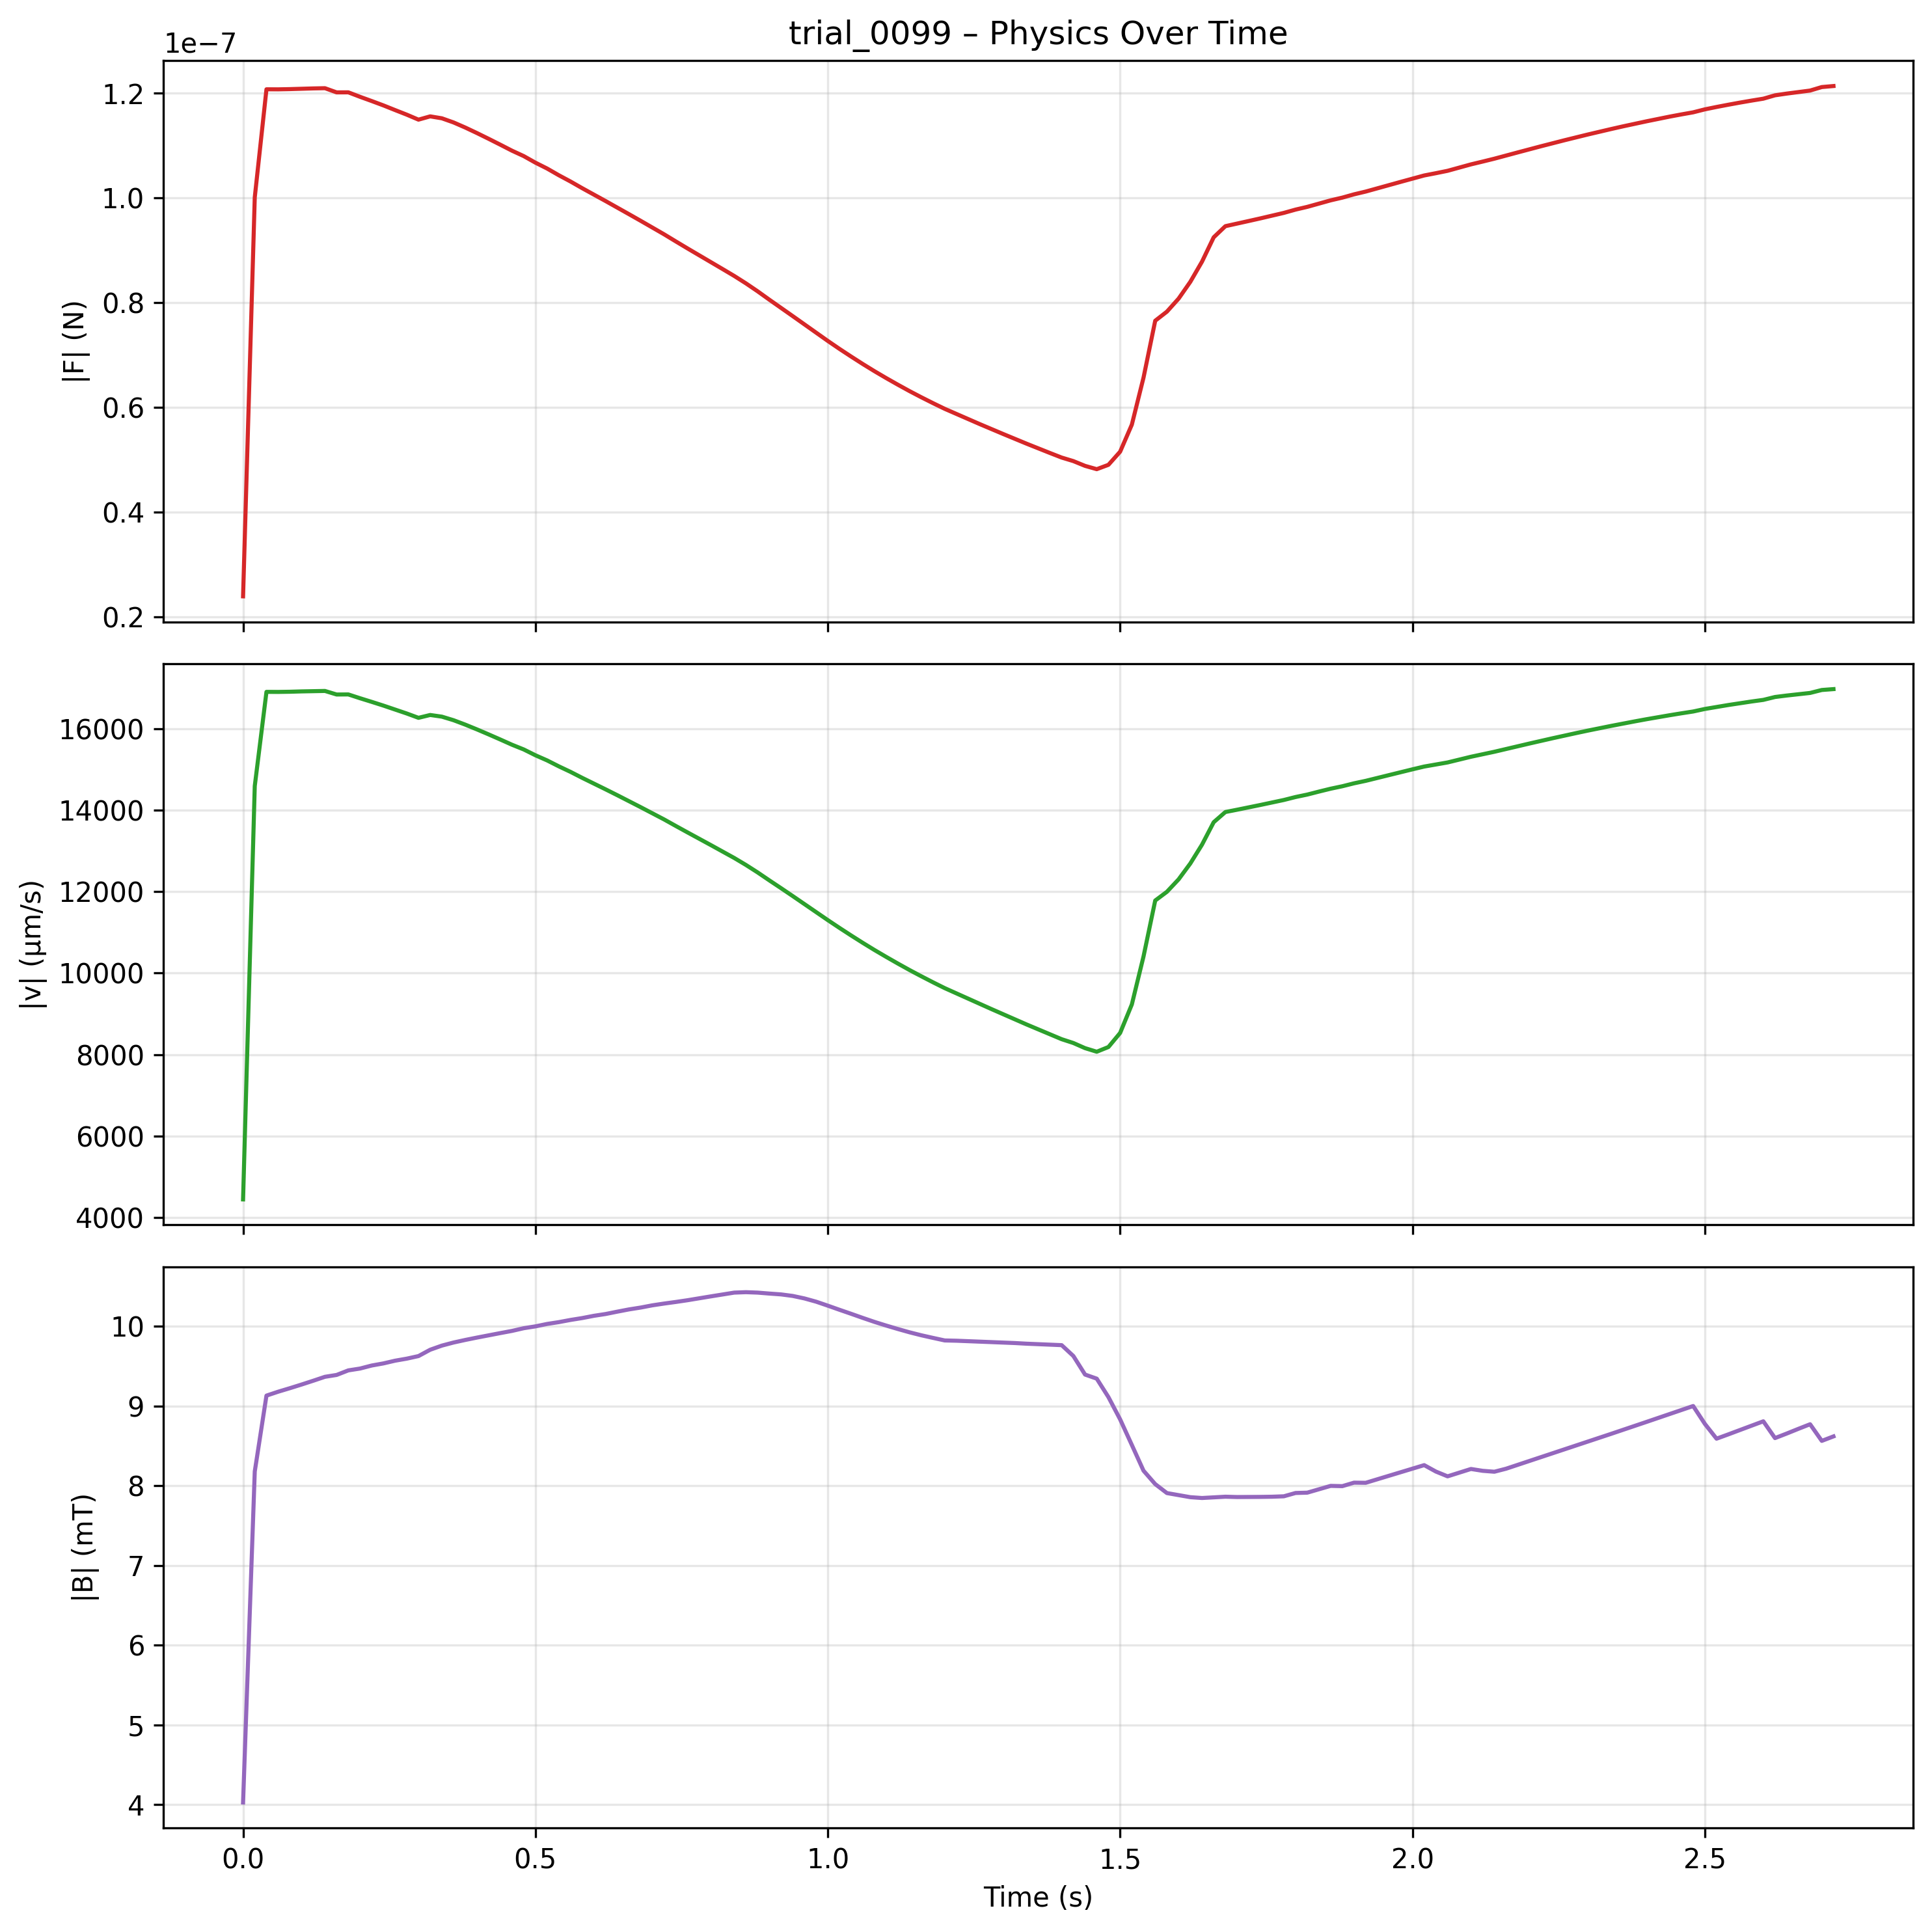 trial_0099 – Physics Over Time
1e−7
1.2
1.0
0.8
0.6
0.4
0.2
|F| (N)
16000
14000
12000
10000
8000
6000
4000
|v| (μm/s)
10
9
8
7
6
5
4
|B| (mT)
0.0 0.5 1.0 1.5 2.0 2.5
Time (s)